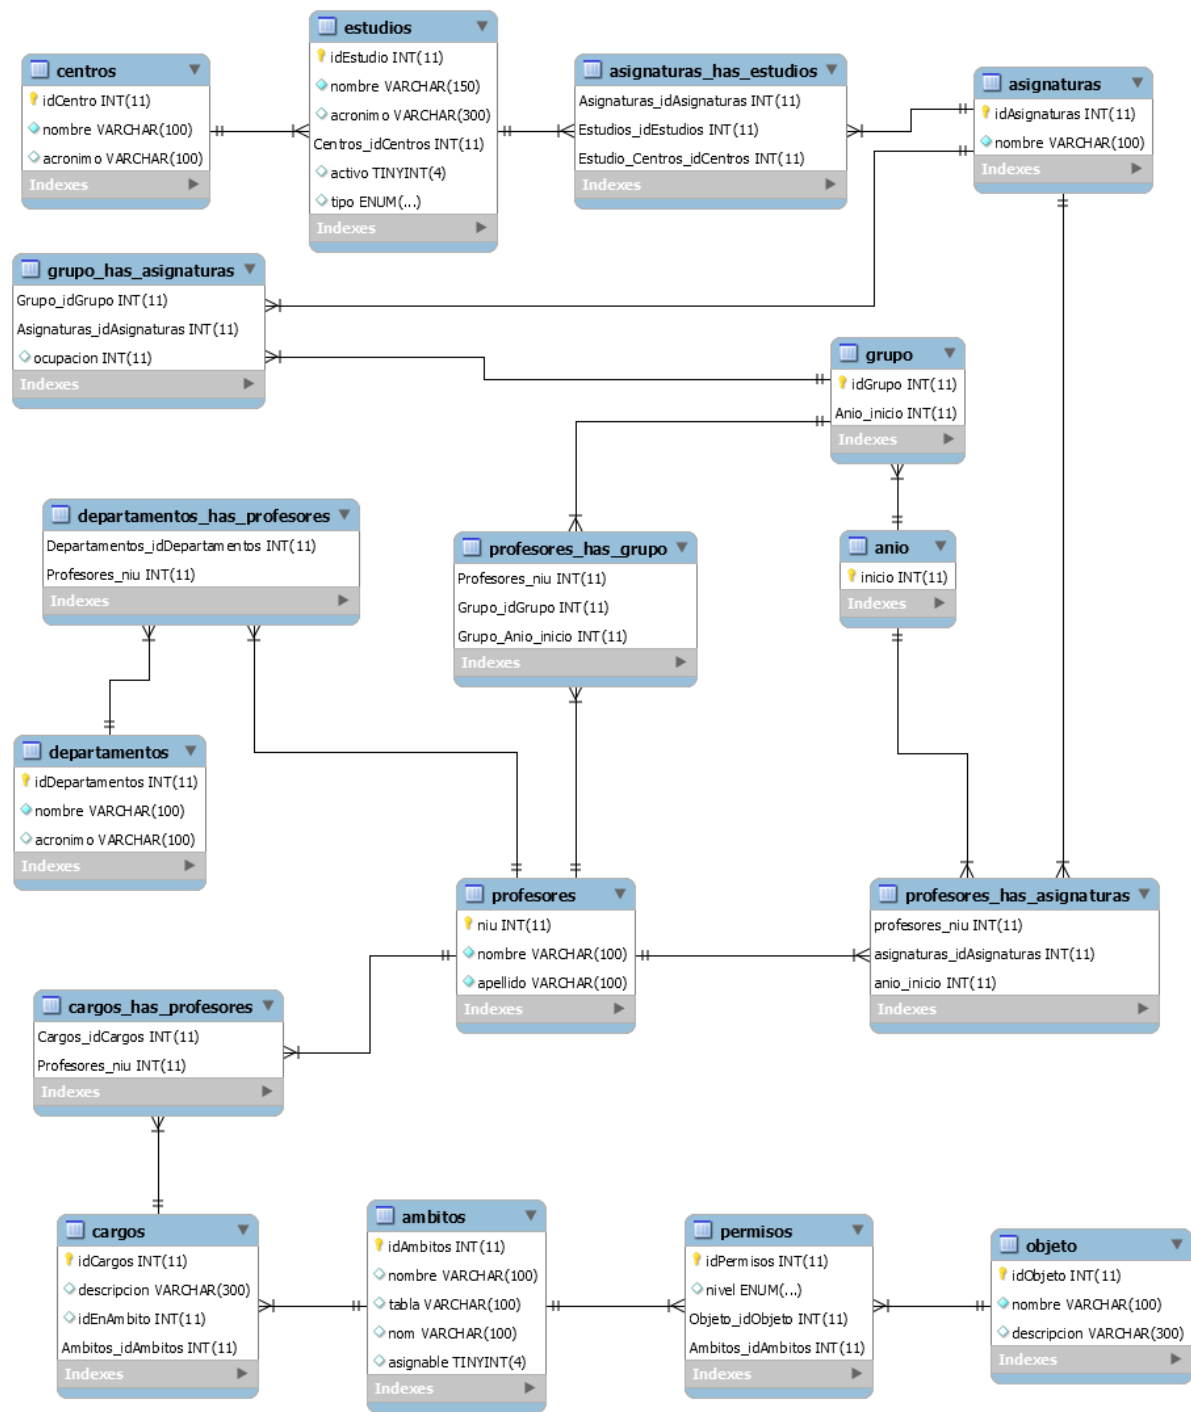 centros
idCentro INT(11)
nombre VARCHAR(100)
acronimo VARCHAR(100)
Indexes
estudios
idEstudio INT(11)
nombre VARCHAR(150)
acronimo VARCHAR(300)
Centros_idCentros INT(11)
activo TINYINT(4)
tipo ENUM(...)
Indexes
asignaturas_has_estudios
Asignaturas_idAsignaturas INT(11)
Estudios_idEstudios INT(11)
Estudio_Centros_idCentros INT(11)
Indexes
asignaturas
idAsignaturas INT(11)
nombre VARCHAR(100)
Indexes
grupo_has_asignaturas
Grupo_idGrupo INT(11)
Asignaturas_idAsignaturas INT(11)
ocupacion INT(11)
Indexes
grupo
idGrupo INT(11)
Anio_inicio INT(11)
Indexes
departamentos_has_profesores
Departamentos_idDepartamentos INT(11)
Profesores_niu INT(11)
Indexes
profesores_has_grupo
Profesores_niu INT(11)
Grupo_idGrupo INT(11)
Grupo_Anio_inicio INT(11)
Indexes
anio
inicio INT(11)
Indexes
departamentos
idDepartamentos INT(11)
nombre VARCHAR(100)
acronimo VARCHAR(100)
Indexes
profesores
niu INT(11)
nombre VARCHAR(100)
apellido VARCHAR(100)
Indexes
profesores_has_asignaturas
profesores_niu INT(11)
asignaturas_idAsignaturas INT(11)
anio_inicio INT(11)
Indexes
cargos_has_profesores
Cargos_idCargos INT(11)
Profesores_niu INT(11)
Indexes
cargos
idCargos INT(11)
descripcion VARCHAR(300)
idEnAmbito INT(11)
Ambitos_idAmbitos INT(11)
Indexes
ambitos
idAmbitos INT(11)
nombre VARCHAR(100)
tabla VARCHAR(100)
nom VARCHAR(100)
asignable TINYINT(4)
Indexes
permisos
idPermisos INT(11)
nivel ENUM(...)
Objeto_idObjeto INT(11)
Ambitos_idAmbitos INT(11)
Indexes
objeto
idObjeto INT(11)
nombre VARCHAR(100)
descripcion VARCHAR(300)
Indexes